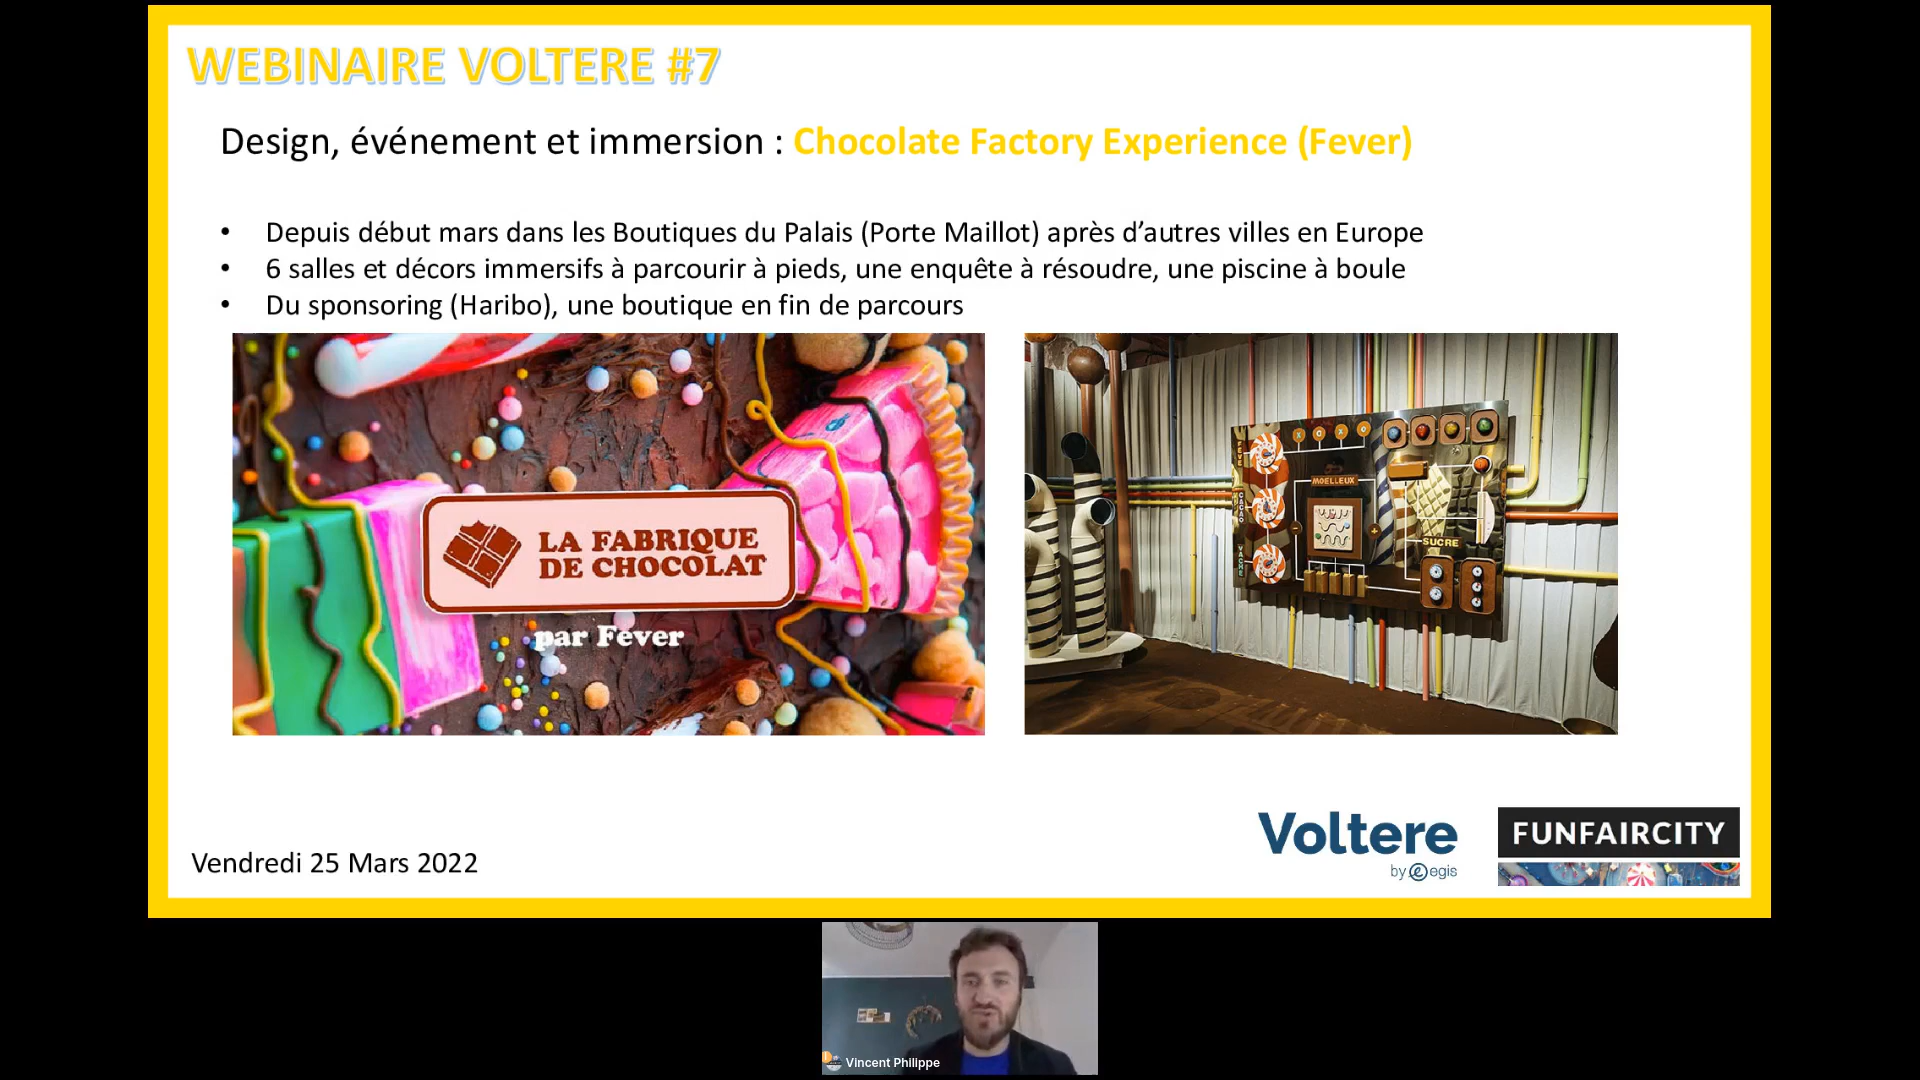 WEBINAIRE VOLTERE #7
Design, événement et immersion : Chocolate Factory Experience (Fever)
• Depuis début mars dans les Boutiques du Palais (Porte Maillot) après d’autres villes en Europe
• 6 salles et décors immersifs à parcourir à pieds, une enquête à résoudre, une piscine à boule
• Du sponsoring (Haribo), une boutique en fin de parcours
LA FABRIQUE
DE CHOCOLAT
par Fever
FEVE
CACAO
VACHE
MOELLEUX
SUCRE
Vendredi 25 Mars 2022
Voltere
by egis
FUNFAIRCITY
Vincent Philippe